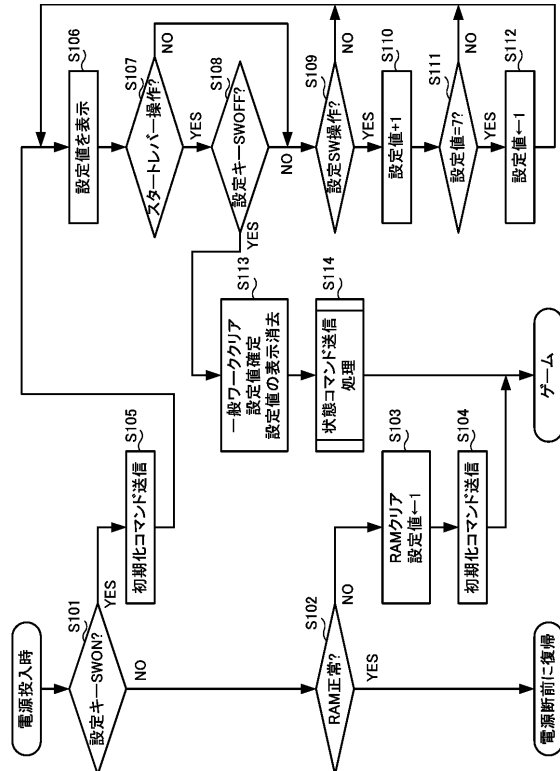 電源投入時
S101
設定キーSWON?
YES
NO
S102
RAM正常?
NO
YES
電源断前に復帰
S105
初期化コマンド送信
S103
RAMクリア
設定値←1
S104
初期化コマンド送信
S113
一般ワーククリア
設定値確定
設定値の表示消去
S114
状態コマンド送信
処理
ゲーム
S106
設定値を表示
S107
スタートレバー操作?
NO
YES
S108
設定キーSWOFF?
YES
NO
S109
設定SW操作?
NO
YES
S110
設定値+1
S111
設定値=7?
NO
YES
S112
設定値←1